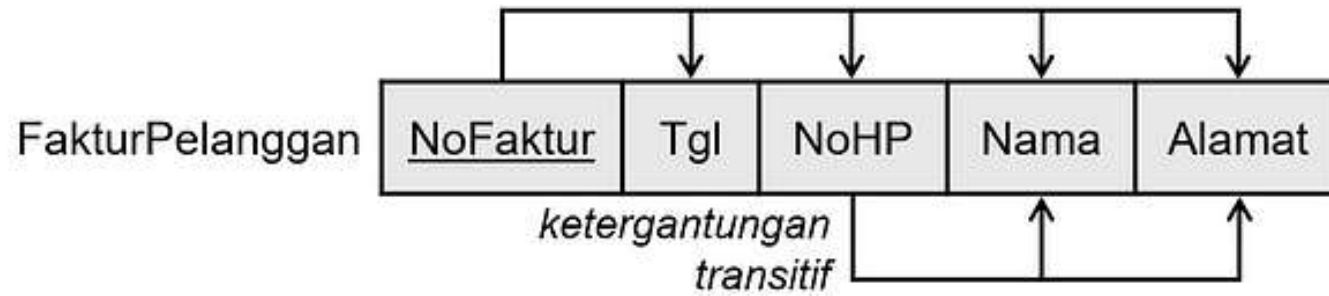 FakturPelanggan NoFaktur Tgl NoHP Nama Alamat
ketergantungan
transitif